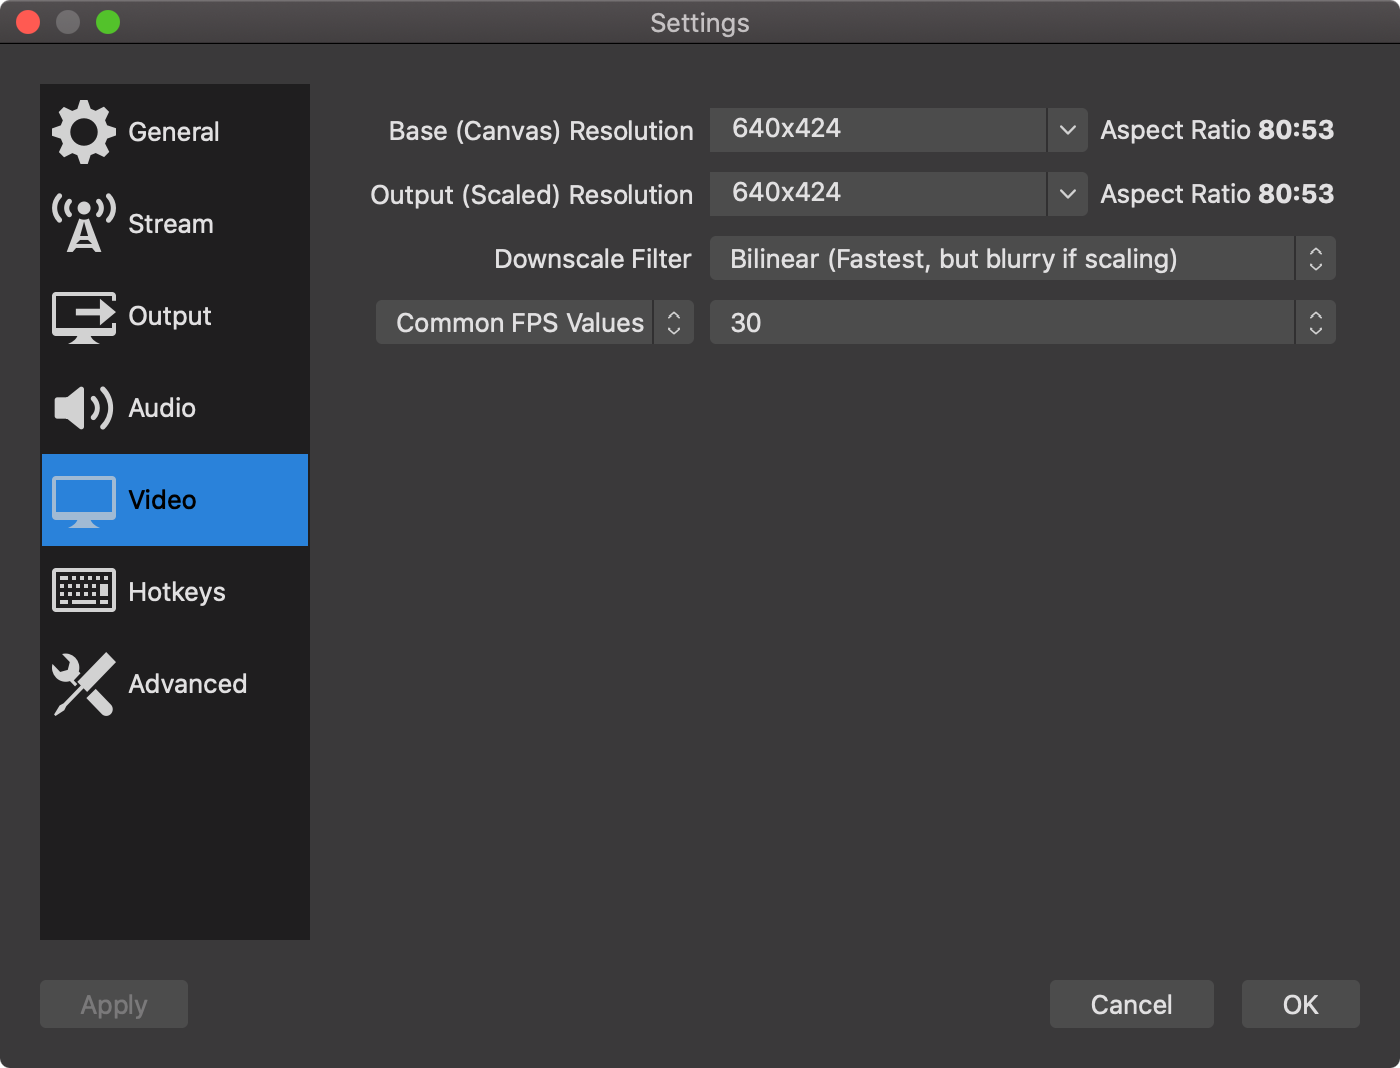 Settings
General
Stream
Output
Audio
Video
Hotkeys
Advanced
Base (Canvas) Resolution 640x424 Aspect Ratio 80:53
Output (Scaled) Resolution 640x424 Aspect Ratio 80:53
Downscale Filter Bilinear (Fastest, but blurry if scaling)
Common FPS Values 30
Apply Cancel OK